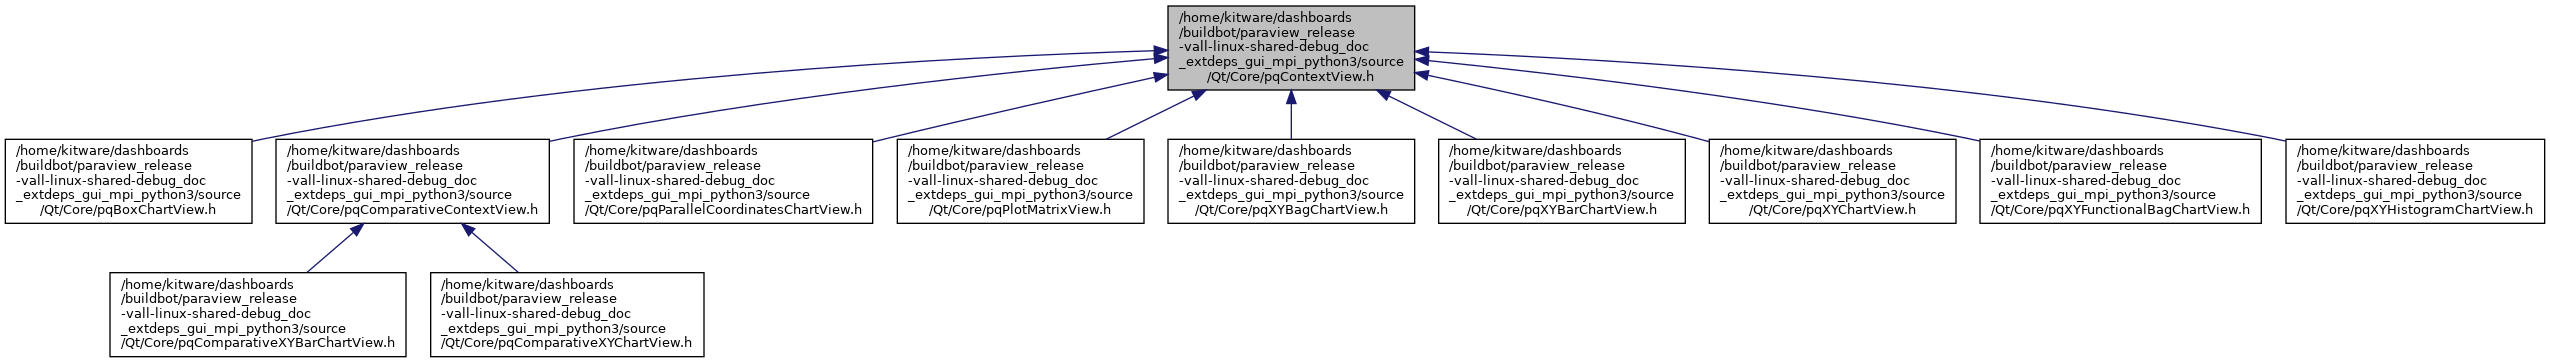 /home/kitware/dashboards
/buildbot/paraview_release
-vall-linux-shared-debug_doc
_extdeps_gui_mpi_python3/source
/Qt/Core/pqContextView.h
/home/kitware/dashboards
/buildbot/paraview_release
-vall-linux-shared-debug_doc
_extdeps_gui_mpi_python3/source
/Qt/Core/pqBoxChartView.h
/home/kitware/dashboards
/buildbot/paraview_release
-vall-linux-shared-debug_doc
_extdeps_gui_mpi_python3/source
/Qt/Core/pqComparativeContextView.h
/home/kitware/dashboards
/buildbot/paraview_release
-vall-linux-shared-debug_doc
_extdeps_gui_mpi_python3/source
/Qt/Core/pqParallelCoordinatesChartView.h
/home/kitware/dashboards
/buildbot/paraview_release
-vall-linux-shared-debug_doc
_extdeps_gui_mpi_python3/source
/Qt/Core/pqPlotMatrixView.h
/home/kitware/dashboards
/buildbot/paraview_release
-vall-linux-shared-debug_doc
_extdeps_gui_mpi_python3/source
/Qt/Core/pqXYBagChartView.h
/home/kitware/dashboards
/buildbot/paraview_release
-vall-linux-shared-debug_doc
_extdeps_gui_mpi_python3/source
/Qt/Core/pqXYBarChartView.h
/home/kitware/dashboards
/buildbot/paraview_release
-vall-linux-shared-debug_doc
_extdeps_gui_mpi_python3/source
/Qt/Core/pqXYChartView.h
/home/kitware/dashboards
/buildbot/paraview_release
-vall-linux-shared-debug_doc
_extdeps_gui_mpi_python3/source
/Qt/Core/pqXYFunctionalBagChartView.h
/home/kitware/dashboards
/buildbot/paraview_release
-vall-linux-shared-debug_doc
_extdeps_gui_mpi_python3/source
/Qt/Core/pqXYHistogramChartView.h
/home/kitware/dashboards
/buildbot/paraview_release
-vall-linux-shared-debug_doc
_extdeps_gui_mpi_python3/source
/Qt/Core/pqComparativeXYBarChartView.h
/home/kitware/dashboards
/buildbot/paraview_release
-vall-linux-shared-debug_doc
_extdeps_gui_mpi_python3/source
/Qt/Core/pqComparativeXYChartView.h